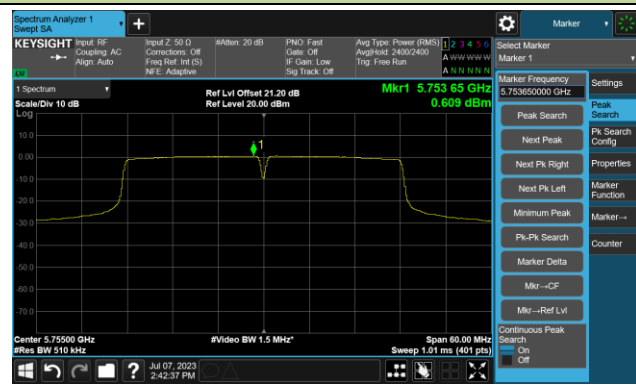 Spectrum Analyzer 1
Swept SA
Marker
KEYSIGHT
Input: RF
Coupling: AC
Align: Auto
Input Z: 50 Ω
Corrections: Off
Freq Ref: Int (S)
NFE: Adaptive
#Atten: 20 dB
PNO: Fast
Gate: Off
IF Gain: Low
Sig Track: Off
Avg Type: Power (RMS)
Avg|Hold: 2400/2400
Trig: Free Run
1 2 3 4 5 6
A W W W W W
A N N N N N
LW
Select Marker
Marker 1
1 Spectrum
Scale/Div 10 dB
Log
Ref Lvl Offset 21.20 dB
Ref Level 20.00 dBm
Mkr1 5.753 65 GHz
0.609 dBm
10.0
0.00
-10.0
-20.0
-30.0
-40.0
-50.0
-60.0
-70.0
1
Center 5.75500 GHz
#Res BW 510 kHz
#Video BW 1.5 MHz*
Span 60.00 MHz
Sweep 1.01 ms (401 pts)
Marker Frequency
5.753650000 GHz
Peak Search
Next Peak
Next Pk Right
Next Pk Left
Minimum Peak
Pk-Pk Search
Marker Delta
Mkr→CF
Mkr→Ref Lvl
Continuous Peak
Search
On
Off
Settings
Peak
Search
Pk Search
Config
Properties
Marker
Function
Marker→
Counter
Jul 07, 2023
2:42:37 PM